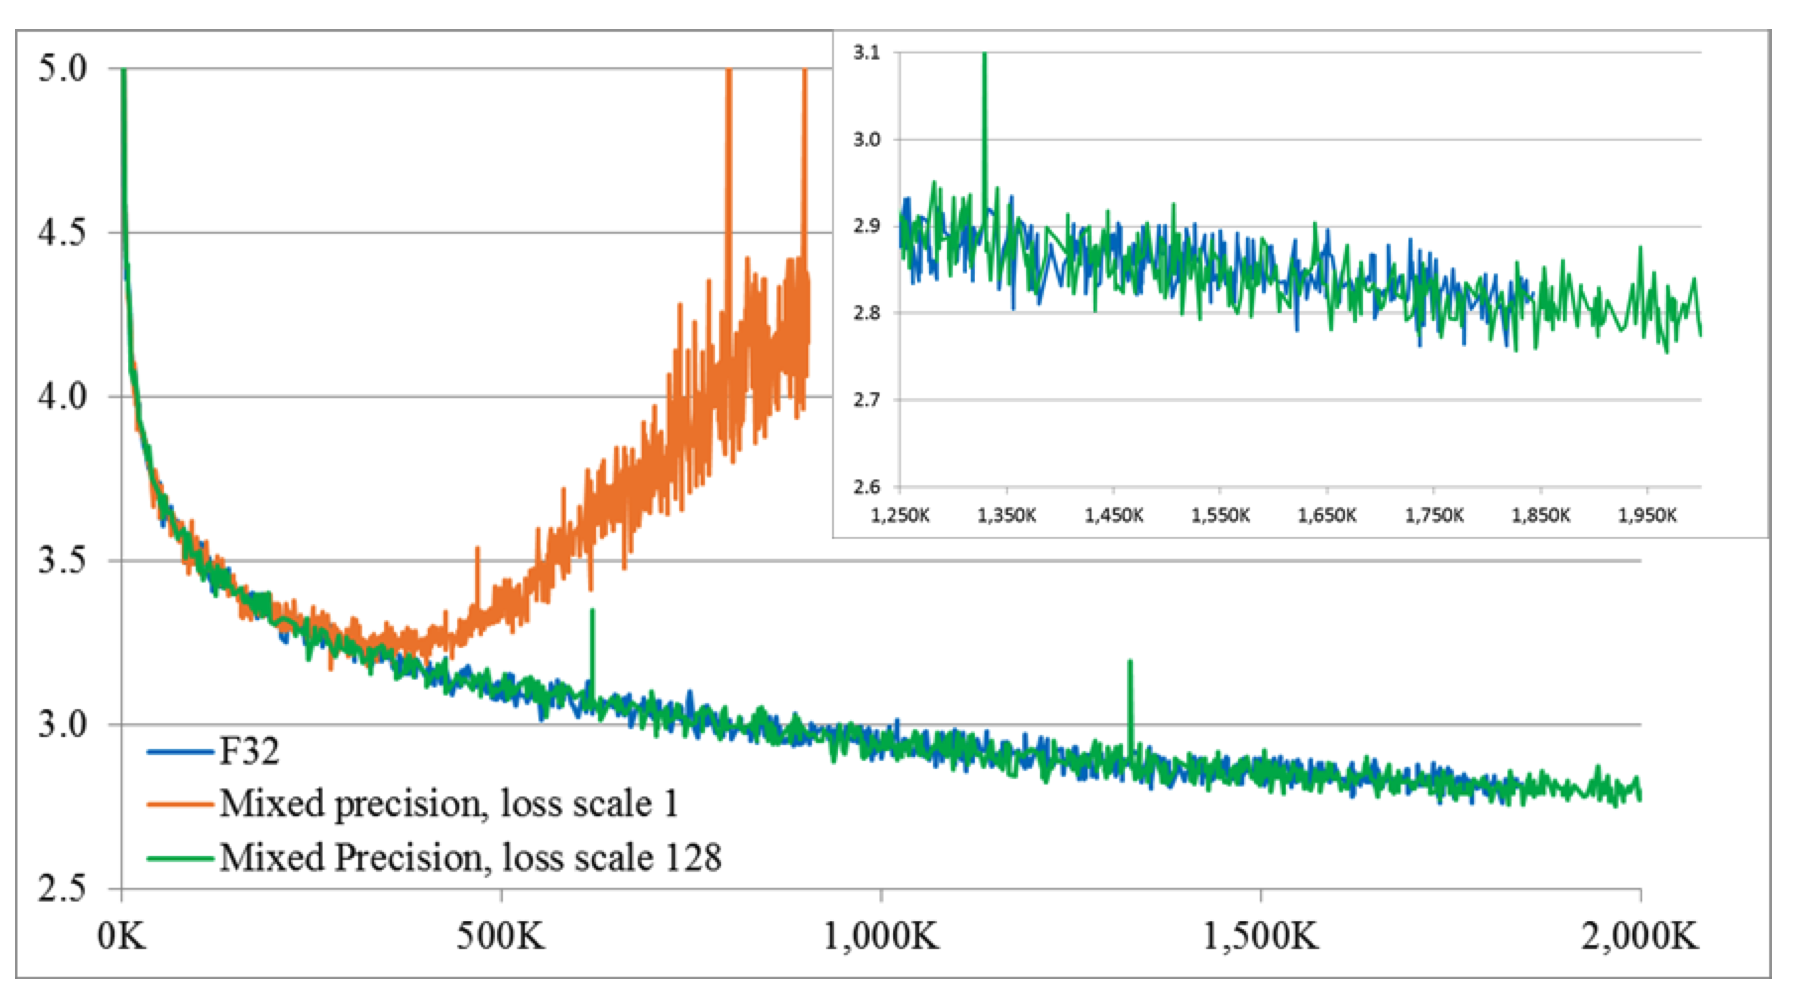 5.0
4.5
4.0
3.5
3.0
2.5
0K 500K 1,000K 1,500K 2,000K
F32
Mixed precision, loss scale 1
Mixed Precision, loss scale 128
3.1
3.0
2.9
2.8
2.7
2.6
1,250K 1,350K 1,450K 1,550K 1,650K 1,750K 1,850K 1,950K